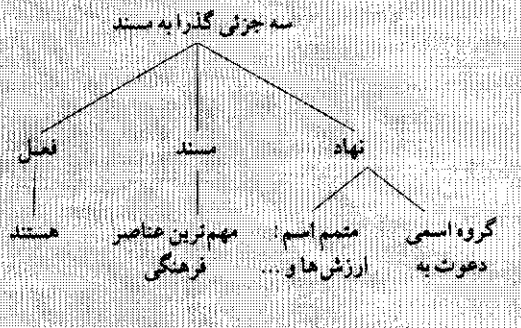 سه جزئی گذرا به مسند
نهاد
مسند
فعل
گروه اسمی
دعوت به
متمم اسم:
ارزش‌ها و ...
مهم‌ترین عناصر
فرهنگی
هستند